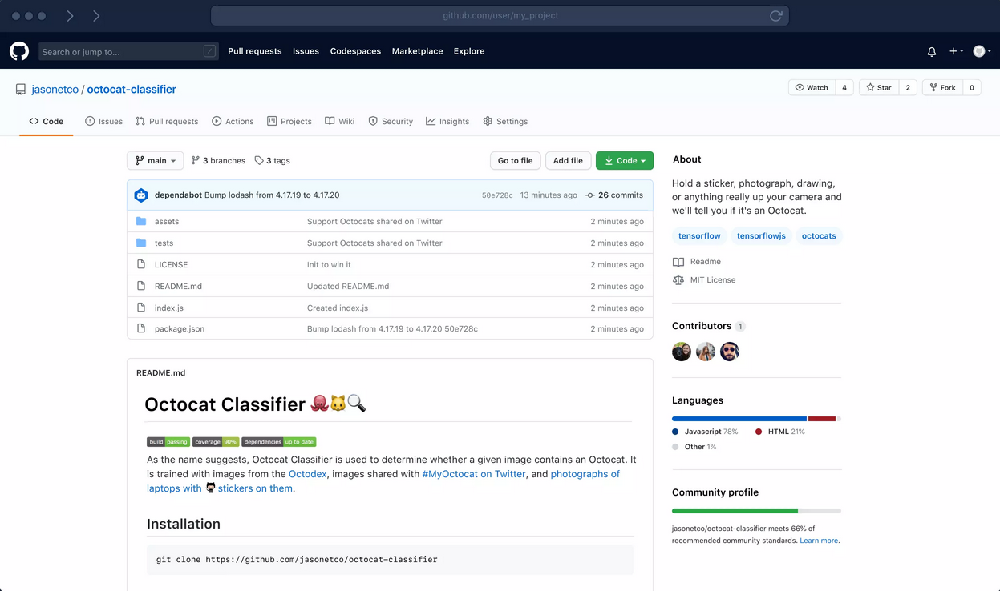 github.com/user/my_project
Search or jump to... /
Pull requests Issues Codespaces Marketplace Explore
jasonetco / octocat-classifier
Watch 4 Star 2 Fork 0
Code Issues Pull requests Actions Projects Wiki Security Insights Settings
main 3 branches 3 tags Go to file Add file Code
dependabot Bump lodash from 4.17.19 to 4.17.20 50e728c 13 minutes ago 26 commits
assets Support Octocats shared on Twitter 2 minutes ago
tests Support Octocats shared on Twitter 2 minutes ago
LICENSE Init to win it 2 minutes ago
README.md Updated README.md 2 minutes ago
index.js Created index.js 2 minutes ago
package.json Bump lodash from 4.17.19 to 4.17.20 50e728c 2 minutes ago
README.md
Octocat Classifier 🐙🐱🔍
build passing coverage 90% dependencies up to date
As the name suggests, Octocat Classifier is used to determine whether a given image contains an Octocat. It
is trained with images from the Octodex, images shared with #MyOctocat on Twitter, and photographs of
laptops with stickers on them.
Installation
git clone https://github.com/jasonetco/octocat-classifier
About
Hold a sticker, photograph, drawing,
or anything really up your camera and
we'll tell you if it's an Octocat.
tensorflow tensorflowjs octocats
Readme
MIT License
Contributors 1
Languages
Javascript 78% HTML 21%
Other 1%
Community profile
jasonetco/octocat-classifier meets 66% of
recommended community standards. Learn more.